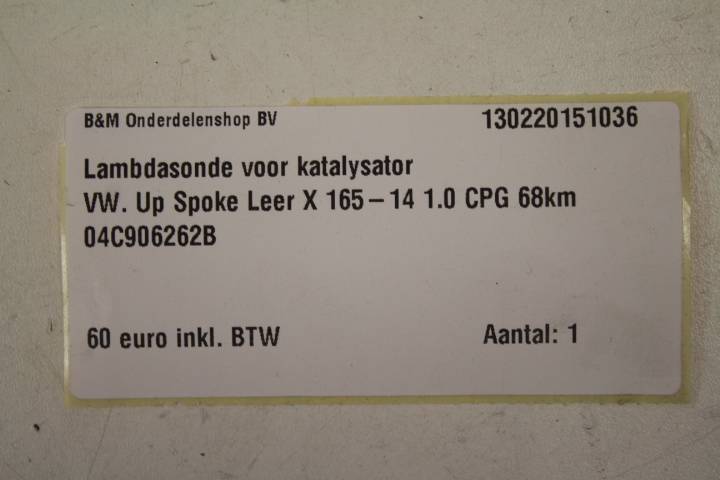 B&M Onderdelenshop BV 130220151036
Lambdasonde voor katalysator
VW. Up Spoke Leer X 165-14 1.0 CPG 68km
04C906262B
60 euro inkl. BTW Aantal: 1